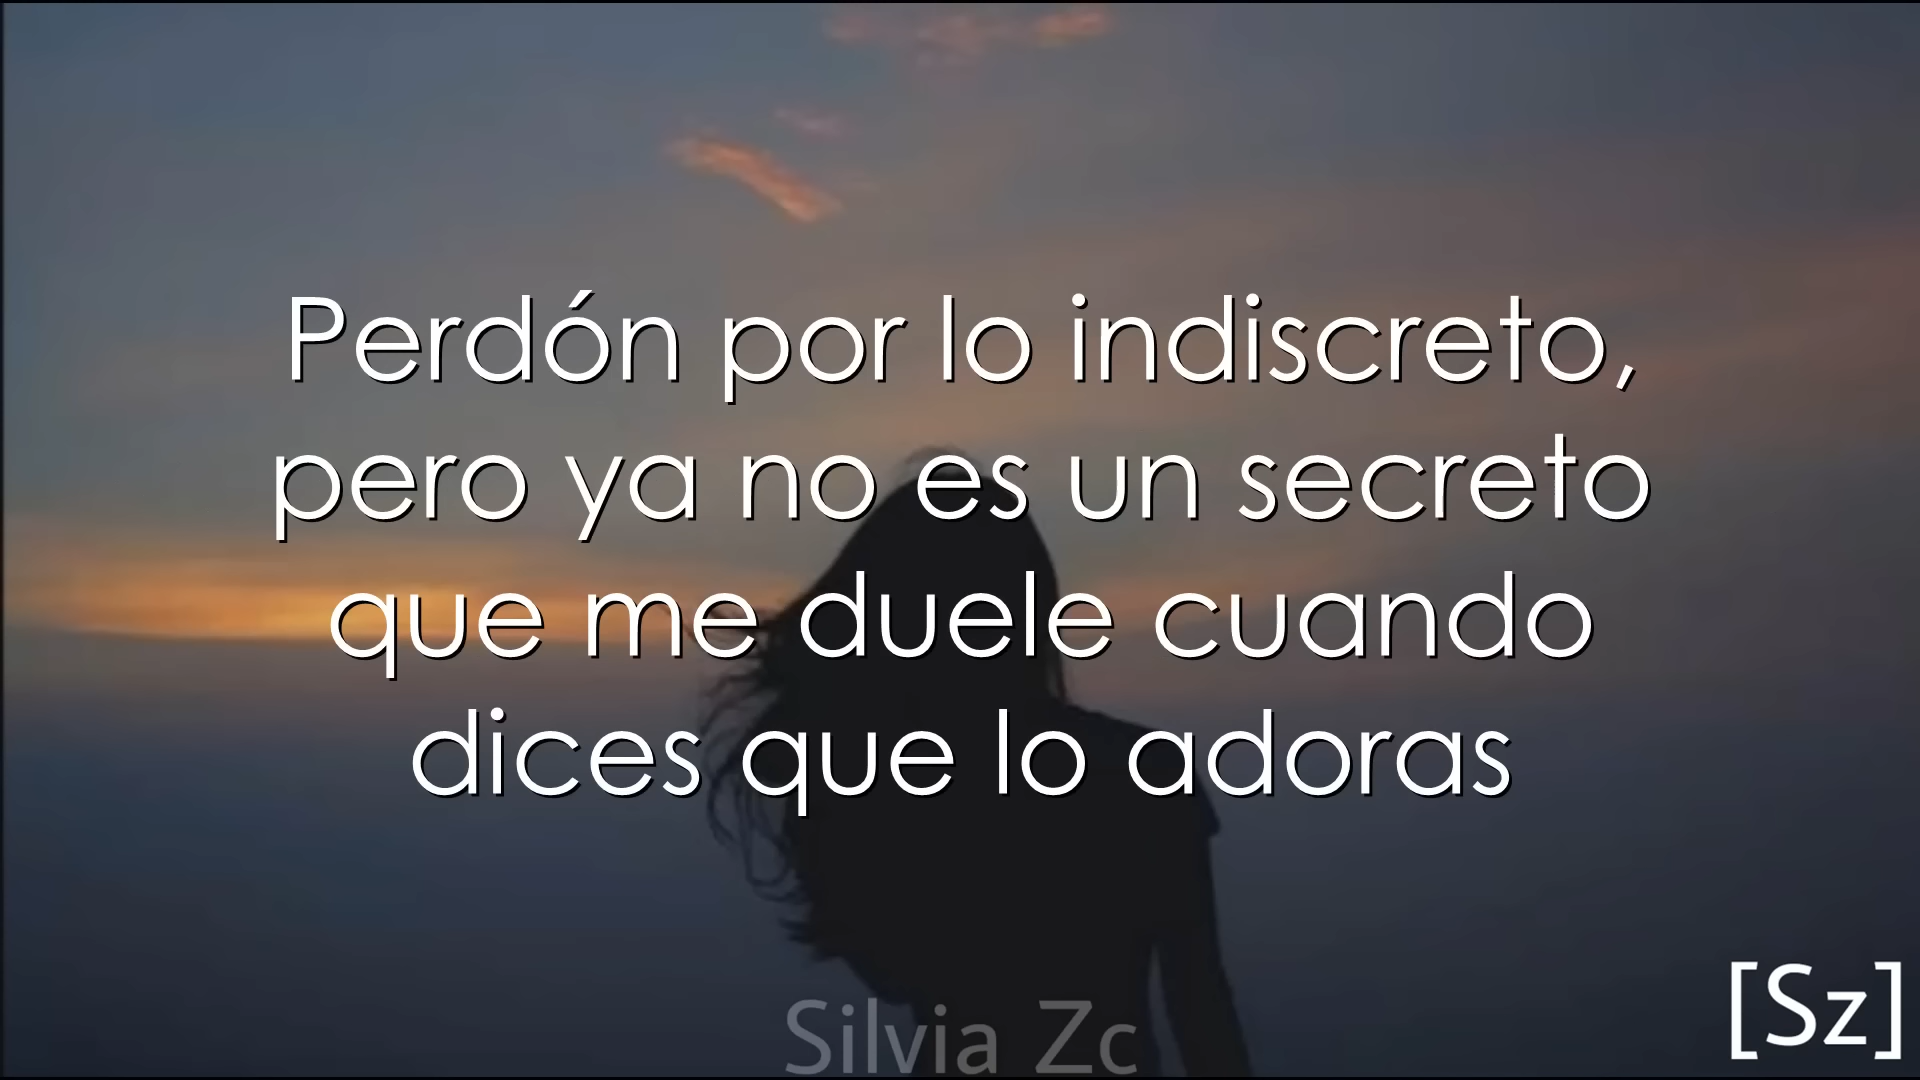 Perdón por lo indiscreto,
pero ya no es un secreto
que me duele cuando
dices que lo adoras
[Sz]
Silvia Zc